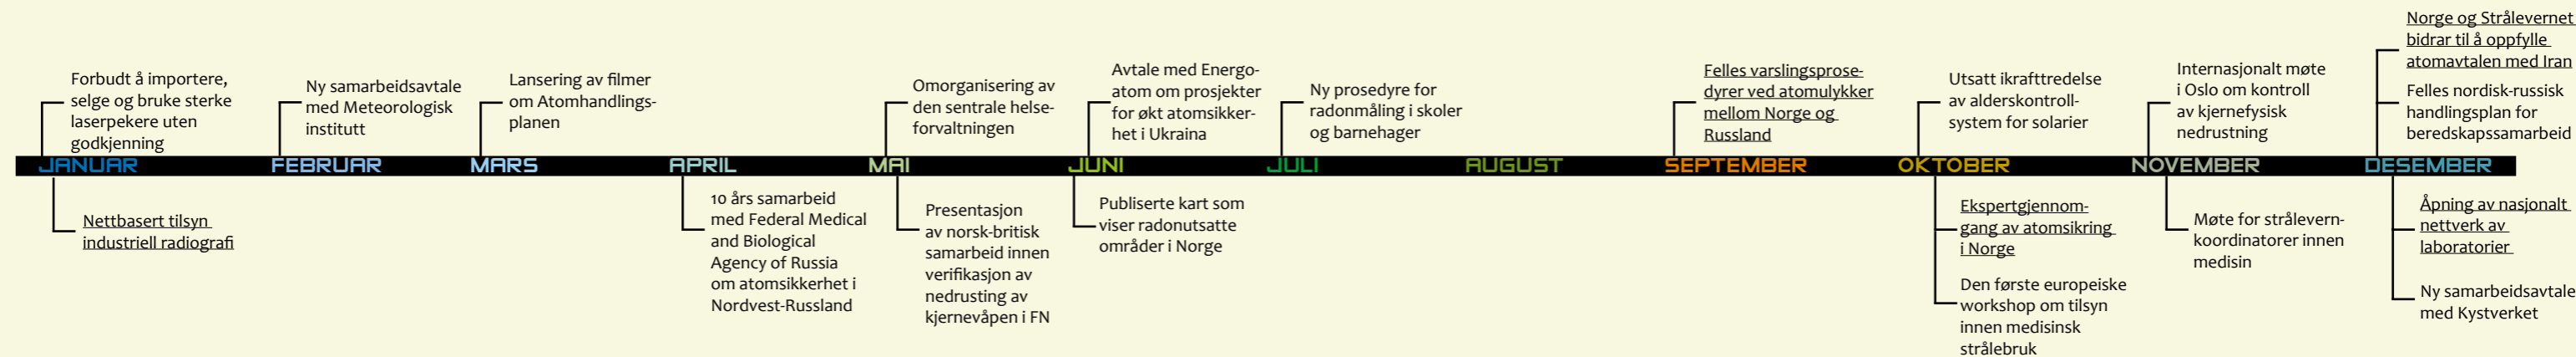 Forbudt å importere,
selge og bruke sterke
laserpekere uten
godkjenning
Ny samarbeidsavtale
med Meteorologisk
institutt
Lansering av filmer
om Atomhandlings-
planen
Omorganisering av
den sentrale helse-
forvaltningen
Avtale med Energo-
atom om prosjekter
for økt atomsikker-
het i Ukraina
Ny prosedyre for
radonmåling i skoler
og barnehager
Felles varslingsprose-
dyrer ved atomulykker
mellom Norge og
Russland
Utsatt ikrafttredelse
av alderskontroll-
system for solarier
Internasjonalt møte
i Oslo om kontroll
av kjernefysisk
nedrustning
Norge og Strålevernet
bidrar til å oppfylle
atomavtalen med Iran
Felles nordisk-russisk
handlingsplan for
beredskapssamarbeid
JANUAR FEBRUAR MARS APRIL MAI JUNI JULI AUGUST SEPTEMBER OKTOBER NOVEMBER DESEMBER
Nettbasert tilsyn
industriell radiografi
10 års samarbeid
med Federal Medical
and Biological
Agency of Russia
om atomsikkerhet i
Nordvest-Russland
Presentasjon
av norsk-britisk
samarbeid innen
verifikasjon av
nedrusting av
kjernevåpen i FN
Publiserte kart som
viser radonutsatte
områder i Norge
Ekspertgjennom-
gang av atomsikring
i Norge
Den første europeiske
workshop om tilsyn
innen medisinsk
strålebruk
Møte for strålevern-
koordinatorer innen
medisin
Åpning av nasjonalt
nettverk av
laboratorier
Ny samarbeidsavtale
med Kystverket